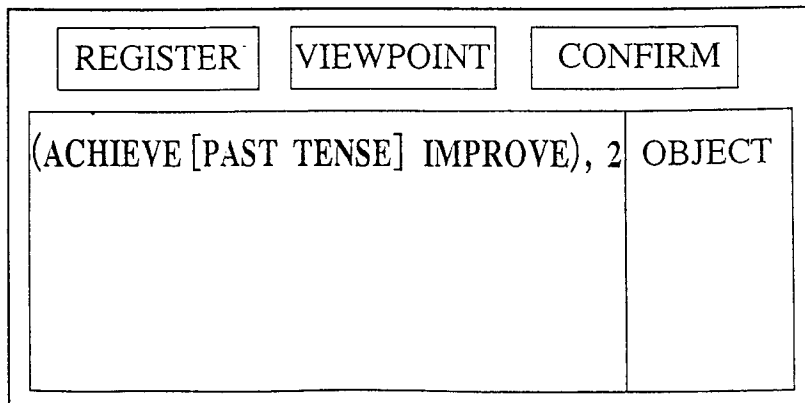 REGISTER VIEWPOINT CONFIRM
(ACHIEVE [PAST TENSE] IMPROVE), 2 OBJECT